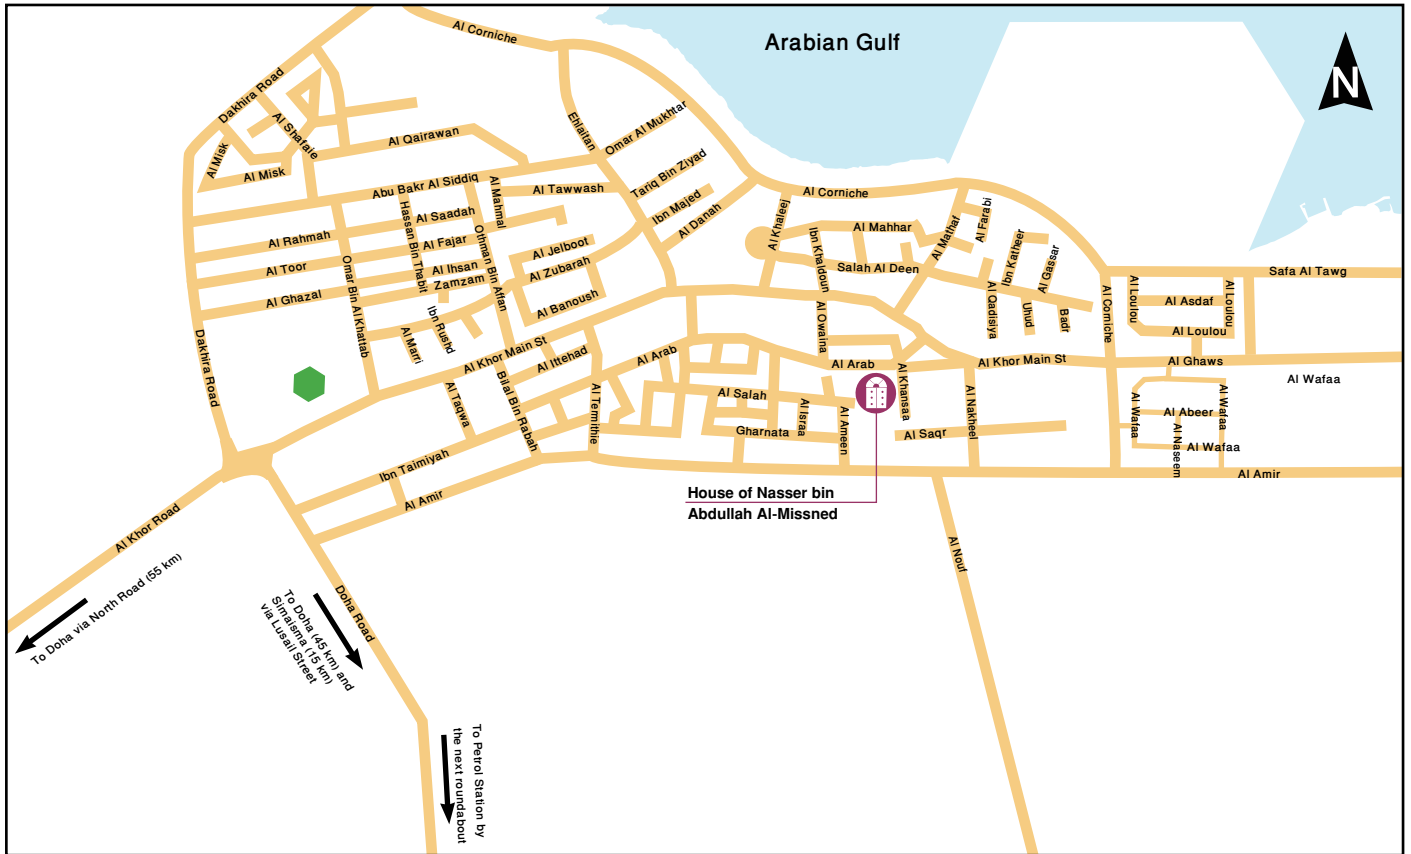 Al Corniche
Arabian Gulf
N
Dakhira Road
Al Shafale
Al Misk
Al Misk
Al Qairawan
Ehlaitan
Omar Al Mukhtar
Abu Bakr Al Siddiq
Al Mahmal
Al Tawwash
Tariq Bin Ziyad
Ibn Majed
Al Danah
Al Corniche
Hassan Bin Thabit
Al Saadah
Othman Bin Affan
Al Rahmah
Al Fajar
Al Jelboot
Al Toor
Al Ihsan
Zamzam
Al Zubarah
Al Ghazal
Al Banoush
Omar Bin Al Khattab
Ibn Rushd
Al Marri
Al Khaleej
Ibn Khaldoun
Al Mahhar
Al Mathaf
Al Farabi
Ibn Katheer
Al Gassar
Salah Al Deen
Al Qadisiya
Uhud
Badr
Al Owaina
Al Corniche
Safa Al Tawg
Al Loulou
Al Asdaf
Al Loulou
Al Loulou
Dakhira Road
Al Khor Main St
Al Ittehad
Al Arab
Al Arab
Al Khor Main St
Al Ghaws
Al Wafaa
Al Taqwa
Bilal Bin Rabah
Al Termithie
Al Salah
Al Israa
Al Ameen
Al Khansaa
Al Nakheel
Gharnata
Al Saqr
Al Wafaa
Al Abeer
Al Wafaa
Al Naseem
Al Wafaa
Ibn Taimiyah
Al Amir
Al Amir
House of Nasser bin
Abdullah Al-Missned
Al Khor Road
To Doha via North Road (55 km)
Doha Road
To Doha (45 km) and
Simaisma (15 km)
via Lusail Street
Al Nouf
To Petrol Station by
the next roundabout